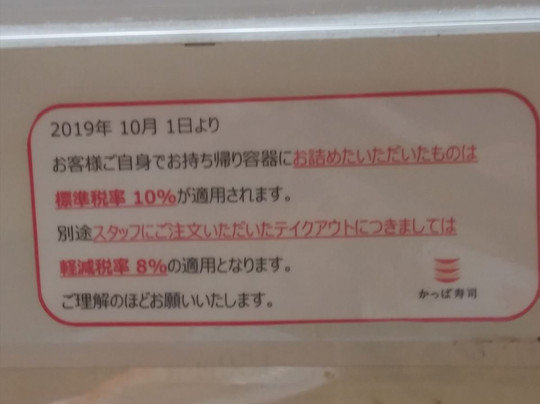 2019年 10月 1日より
お客様ご自身でお持ち帰り容器にお詰めたいただいたものは
標準税率 10%が適用されます。
別途スタッフにご注文いただいたテイクアウトにつきましては
軽減税率 8%の適用となります。
ご理解のほどお願いいたします。
かっぱ寿司